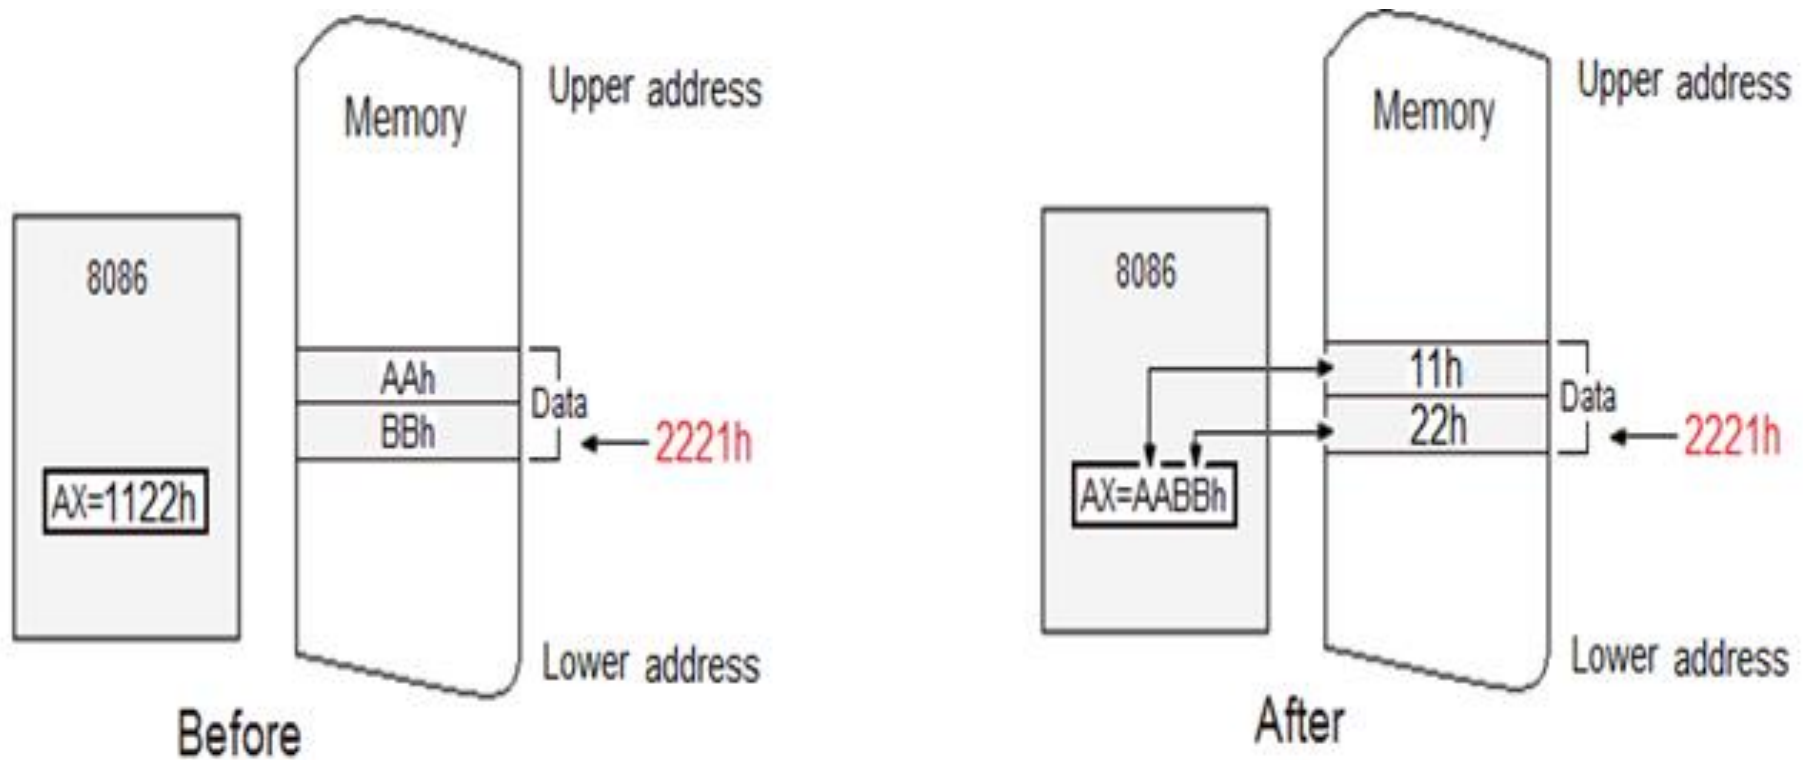 Upper address
Memory
8086
AAh
Data
BBh
2221h
AX=1122h
Lower address
Before
Upper address
Memory
8086
11h
Data
22h
2221h
AX=AABBh
Lower address
After